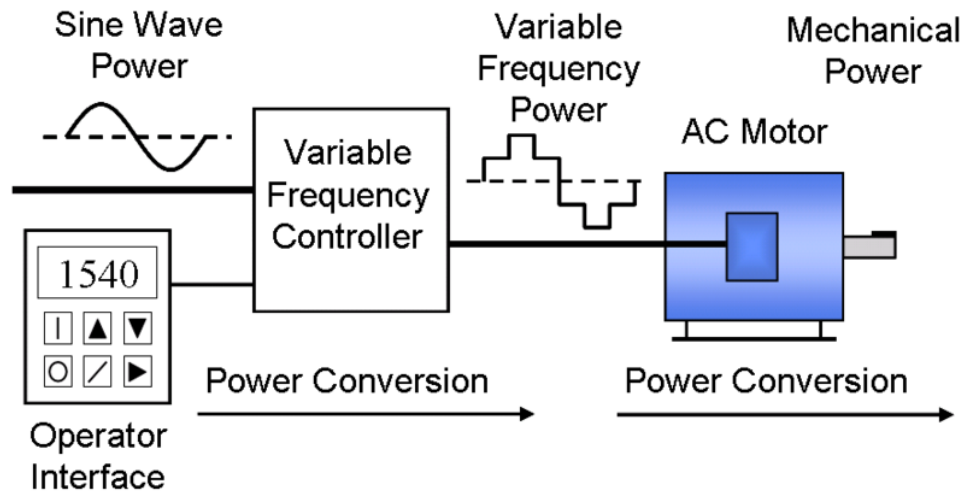 Sine Wave
Power
Variable
Frequency
Power
Mechanical
Power
AC Motor
Variable
Frequency
Controller
1540
Power Conversion
Power Conversion
Operator
Interface